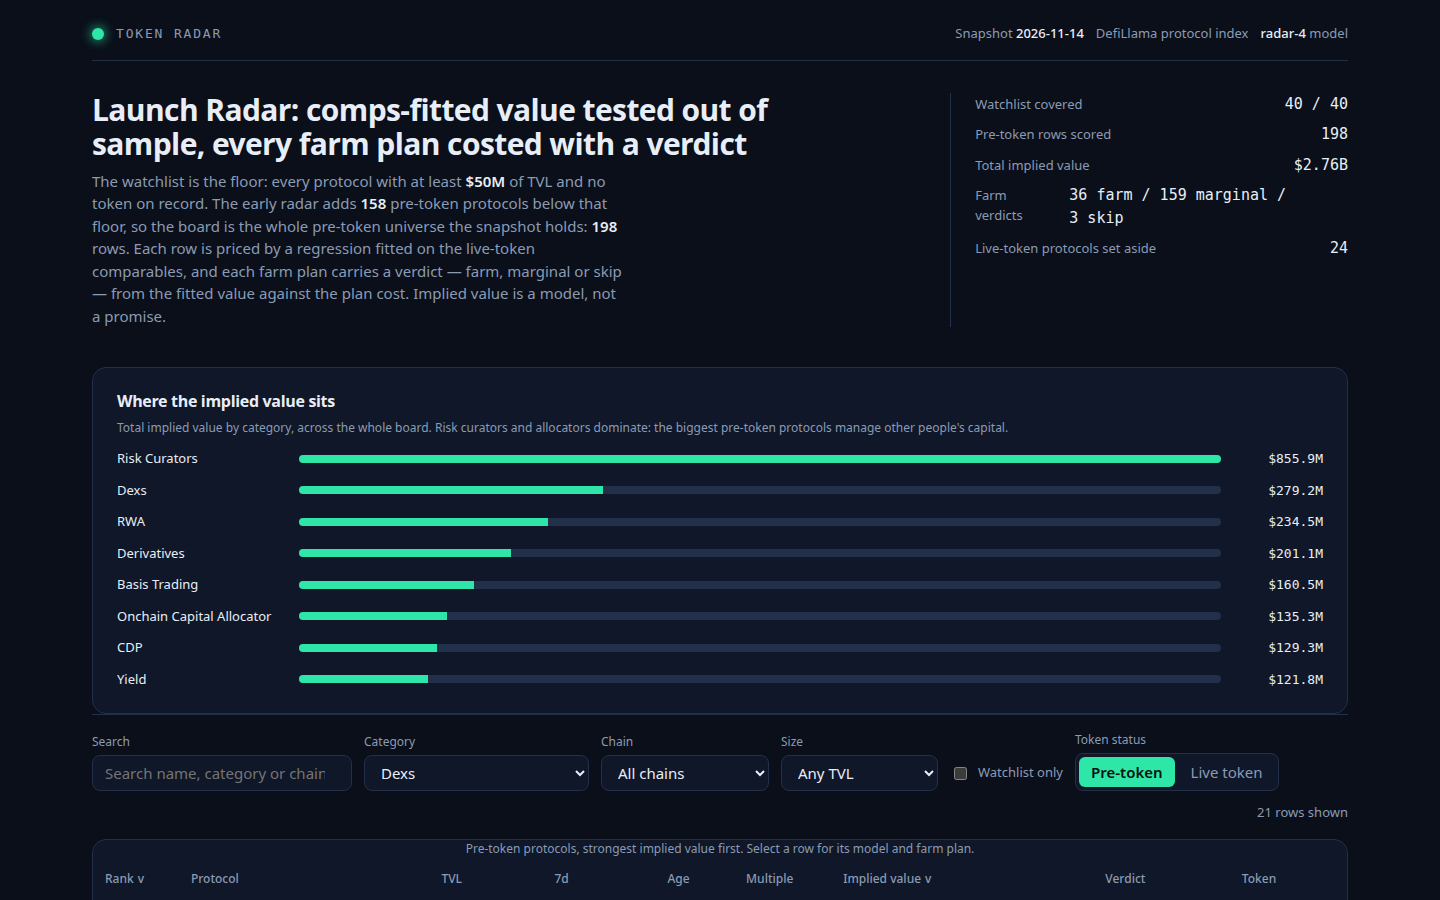 TOKEN RADAR
Snapshot 2026-11-14 DefiLlama protocol index radar-4 model
Launch Radar: comps-fitted value tested out of
sample, every farm plan costed with a verdict
The watchlist is the floor: every protocol with at least $50M of TVL and no
token on record. The early radar adds 158 pre-token protocols below that
floor, so the board is the whole pre-token universe the snapshot holds: 198
rows. Each row is priced by a regression fitted on the live-token
comparables, and each farm plan carries a verdict — farm, marginal or skip
— from the fitted value against the plan cost. Implied value is a model, not
a promise.
Watchlist covered 40 / 40
Pre-token rows scored 198
Total implied value $2.76B
Farm verdicts 36 farm / 159 marginal / 3 skip
Live-token protocols set aside 24
Where the implied value sits
Total implied value by category, across the whole board. Risk curators and allocators dominate: the biggest pre-token protocols manage other people's capital.
Risk Curators $855.9M
Dexs $279.2M
RWA $234.5M
Derivatives $201.1M
Basis Trading $160.5M
Onchain Capital Allocator $135.3M
CDP $129.3M
Yield $121.8M
Search Category Chain Size Token status
Search name, category or chain Dexs All chains Any TVL Watchlist only Pre-token Live token
21 rows shown
Pre-token protocols, strongest implied value first. Select a row for its model and farm plan.
Rank v Protocol TVL 7d Age Multiple Implied value v Verdict Token